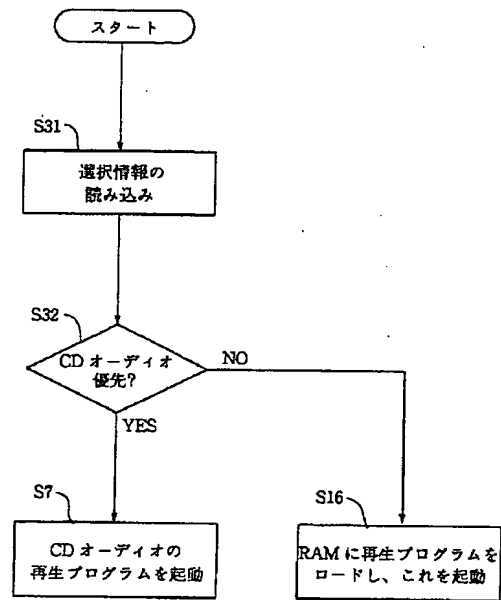 スタート
S31
選択情報の
読み込み
S32
CD オーディオ
優先?
NO
YES
S7
CD オーディオの
再生プログラムを起動
S16
RAM に再生プログラムを
ロードし、これを起動